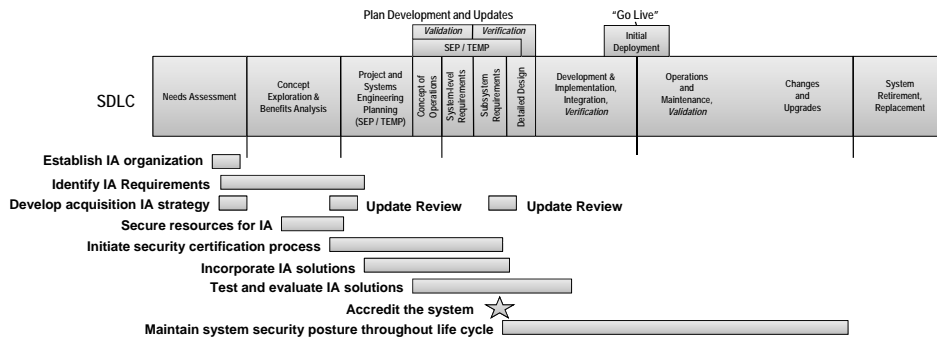 Plan Development and Updates
"Go Live"
Validation
Verification
SEP / TEMP
Initial
Deployment
SDLC
Needs Assessment
Concept
Exploration &
Benefits Analysis
Project and
Systems
Engineering
Planning
(SEP / TEMP)
Concept of
Operations
System-level
Requirements
Subsystem
Requirements
Detailed Design
Development &
Implementation,
Integration,
Verification
Operations
and
Maintenance,
Validation
Changes
and
Upgrades
System
Retirement,
Replacement
Establish IA organization
Identify IA Requirements
Develop acquisition IA strategy
Update Review
Update Review
Secure resources for IA
Initiate security certification process
Incorporate IA solutions
Test and evaluate IA solutions
Accredit the system
Maintain system security posture throughout life cycle